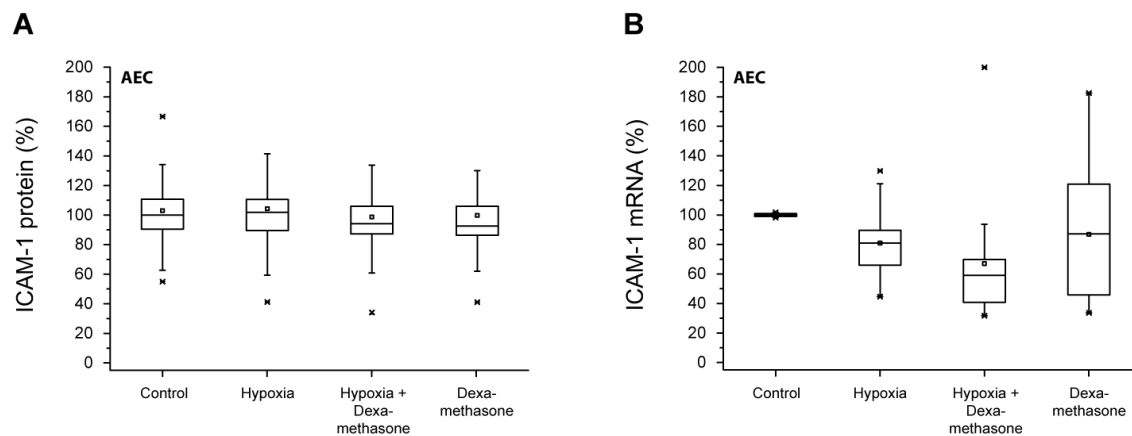 A
ICAM-1 protein (%)
200
180
160
140
120
100
80
60
40
20
0
AEC
Control
Hypoxia
Hypoxia +
Dexa-
methasone
Dexa-
methasone
B
ICAM-1 mRNA (%)
200
180
160
140
120
100
80
60
40
20
0
AEC
Control
Hypoxia
Hypoxia +
Dexa-
methasone
Dexa-
methasone